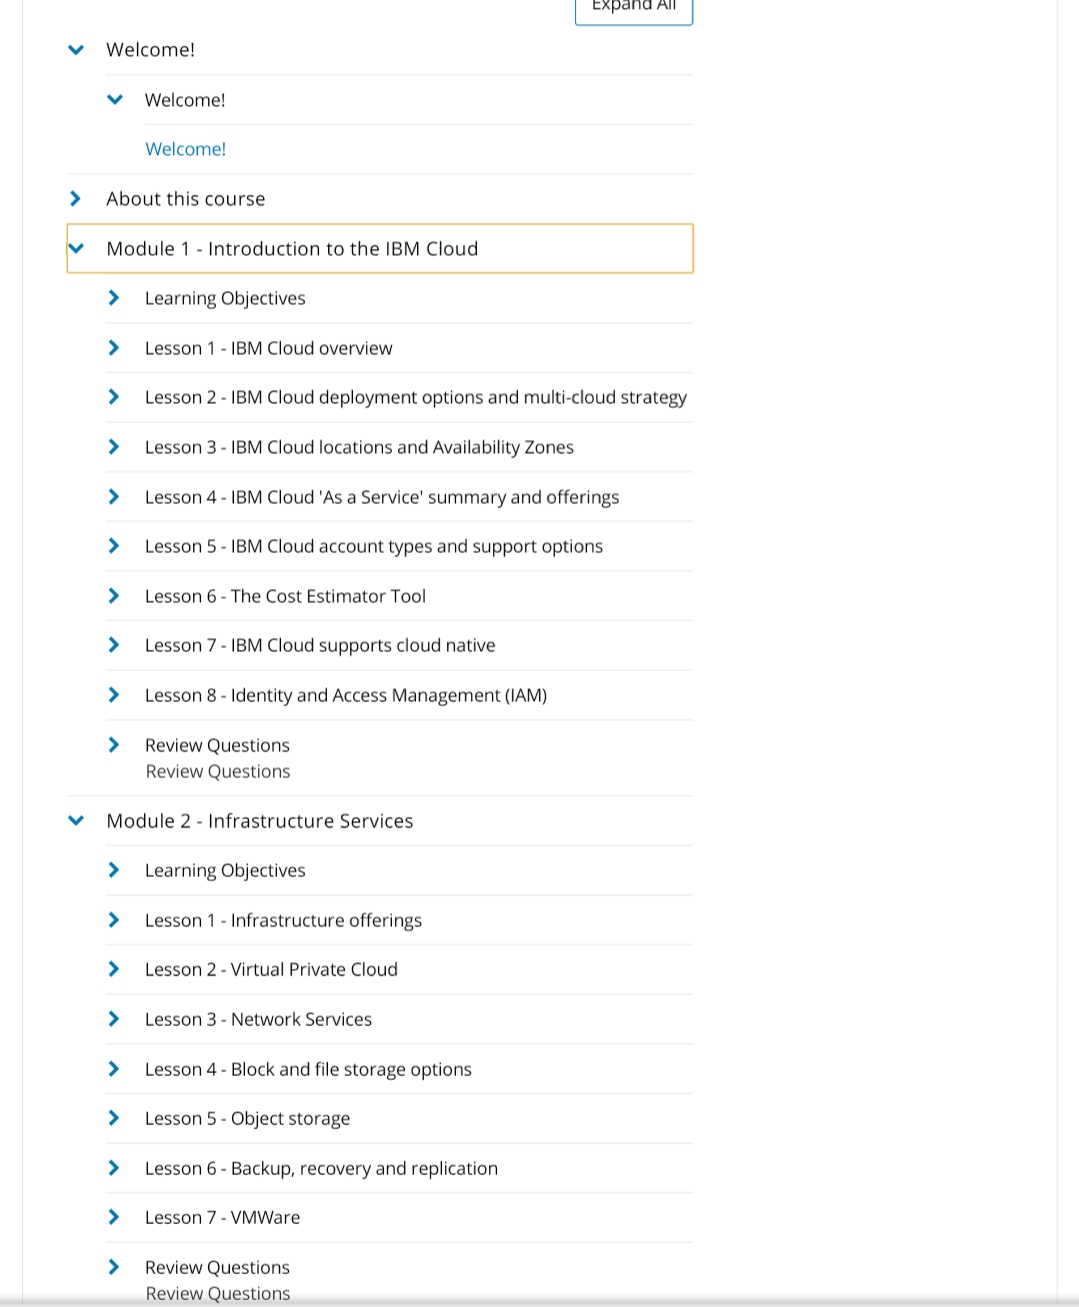 Expand All
Welcome!
Welcome!
Welcome!
About this course
Module 1 - Introduction to the IBM Cloud
Learning Objectives
Lesson 1 - IBM Cloud overview
Lesson 2 - IBM Cloud deployment options and multi-cloud strategy
Lesson 3 - IBM Cloud locations and Availability Zones
Lesson 4 - IBM Cloud 'As a Service' summary and offerings
Lesson 5 - IBM Cloud account types and support options
Lesson 6 - The Cost Estimator Tool
Lesson 7 - IBM Cloud supports cloud native
Lesson 8 - Identity and Access Management (IAM)
Review Questions
Review Questions
Module 2 - Infrastructure Services
Learning Objectives
Lesson 1 - Infrastructure offerings
Lesson 2 - Virtual Private Cloud
Lesson 3 - Network Services
Lesson 4 - Block and file storage options
Lesson 5 - Object storage
Lesson 6 - Backup, recovery and replication
Lesson 7 - VMWare
Review Questions
Review Questions